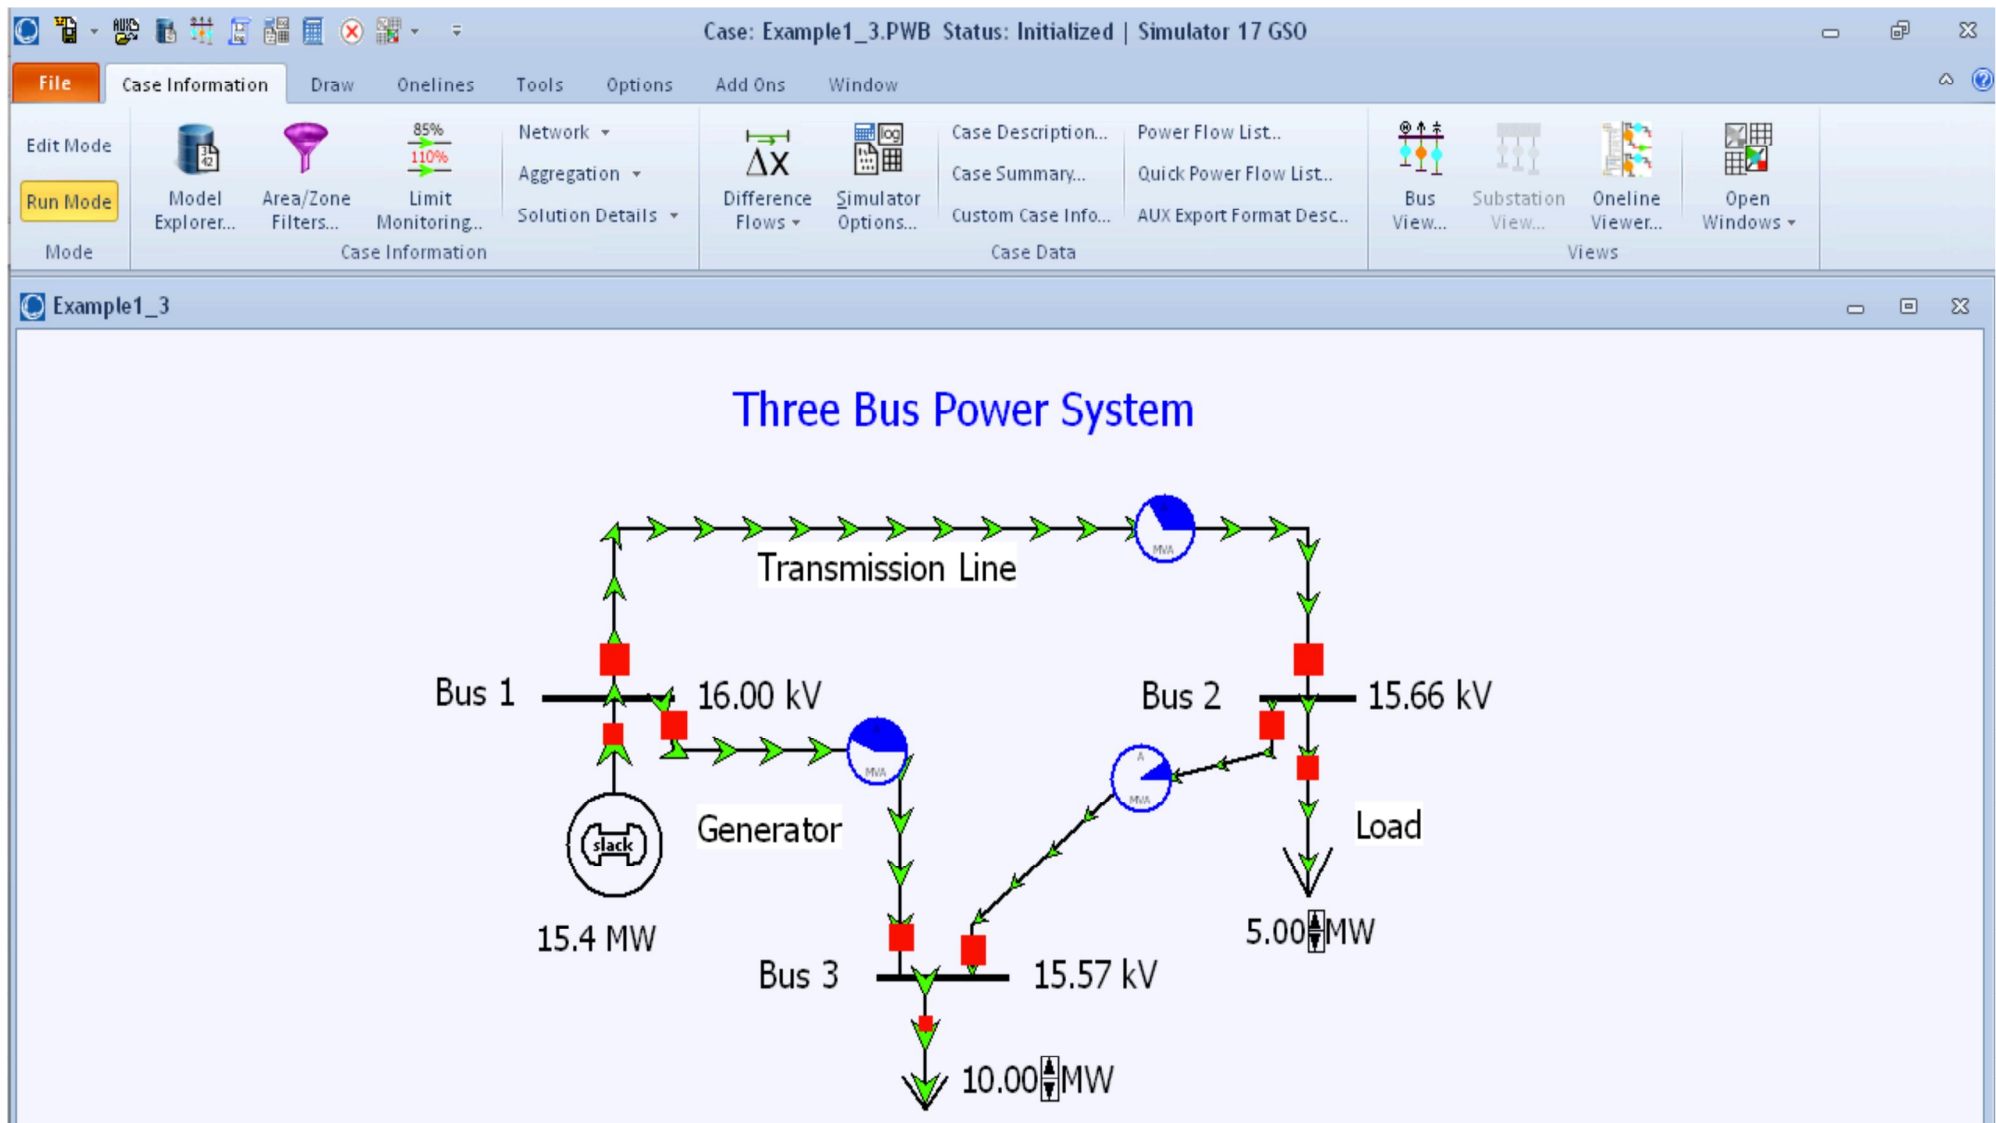 Case: Example1_3.PWB Status: Initialized | Simulator 17 GSO
File Case Information Draw Onelines Tools Options Add Ons Window
Edit Mode
Run Mode
Mode
Model Explorer...
Area/Zone Filters...
85%
110%
Limit Monitoring...
Network
Aggregation
Solution Details
Case Information
ΔX
Difference Flows
log
Simulator Options...
Case Description...
Case Summary...
Custom Case Info...
Power Flow List...
Quick Power Flow List...
AUX Export Format Desc...
Case Data
Bus View...
Substation View...
Oneline Viewer...
Open Windows
Views
Example1_3
Three Bus Power System
MVA
Transmission Line
Bus 1
16.00 kV
Bus 2
15.66 kV
MVA
A
MVA
Generator
slack
Load
15.4 MW
5.00 MW
Bus 3
15.57 kV
10.00 MW